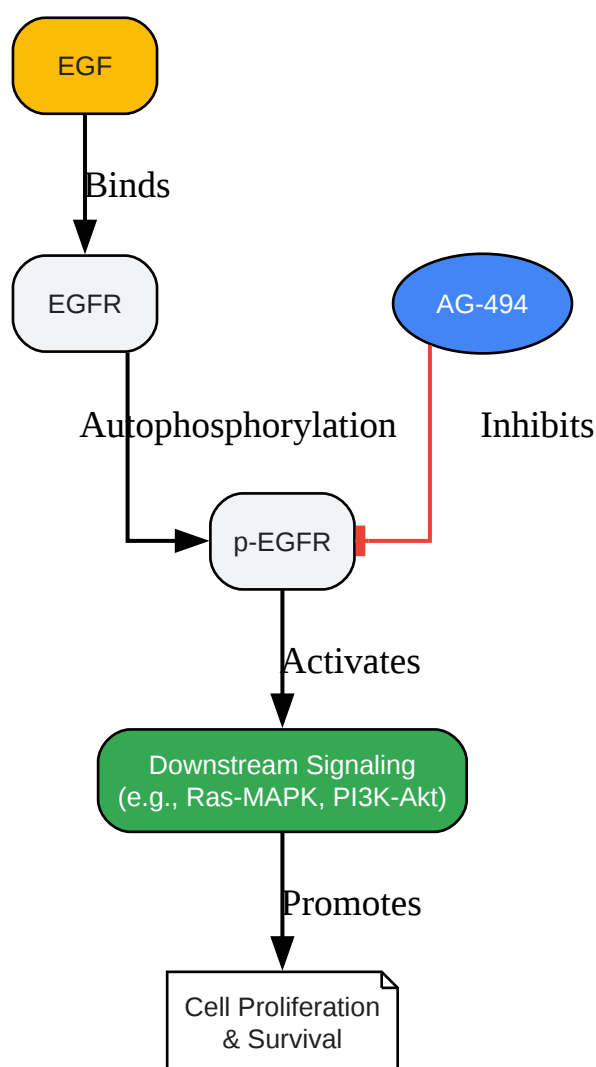 EGF
Binds
EGFR
AG-494
Autophosphorylation
Inhibits
p-EGFR
Activates
Downstream Signaling
(e.g., Ras-MAPK, PI3K-Akt)
Promotes
Cell Proliferation
& Survival